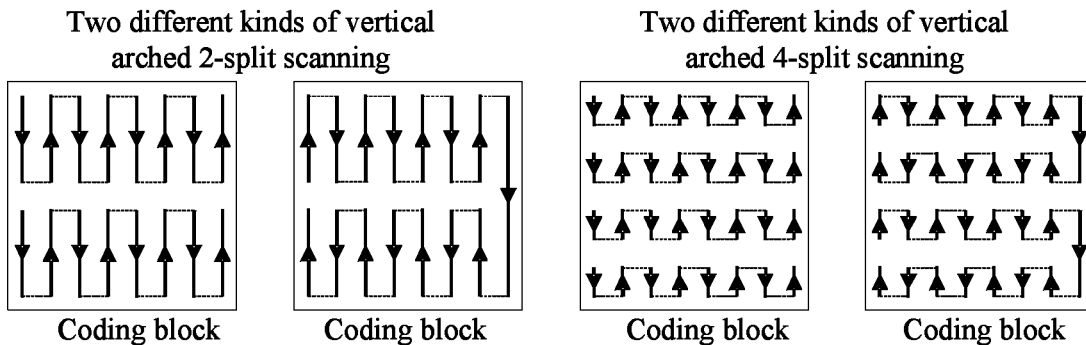 Two different kinds of vertical
arched 2-split scanning
Two different kinds of vertical
arched 4-split scanning
Coding block
Coding block
Coding block
Coding block